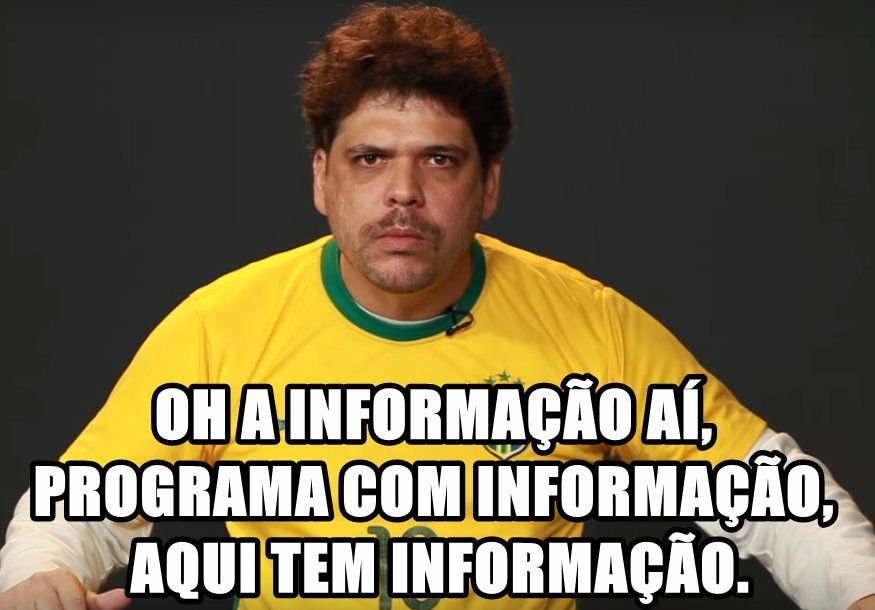 OH A INFORMAÇÃO AÍ,
PROGRAMA COM INFORMAÇÃO,
AQUI TEM INFORMAÇÃO.